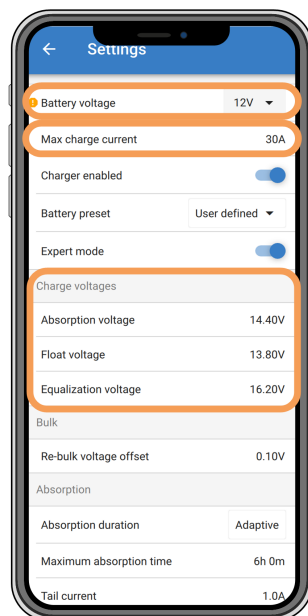 Settings
Battery voltage 12V
Max charge current 30A
Charger enabled
Battery preset User defined
Expert mode
Charge voltages
Absorption voltage 14.40V
Float voltage 13.80V
Equalization voltage 16.20V
Bulk
Re-bulk voltage offset 0.10V
Absorption
Absorption duration Adaptive
Maximum absorption time 6h 0m
Tail current 1.0A